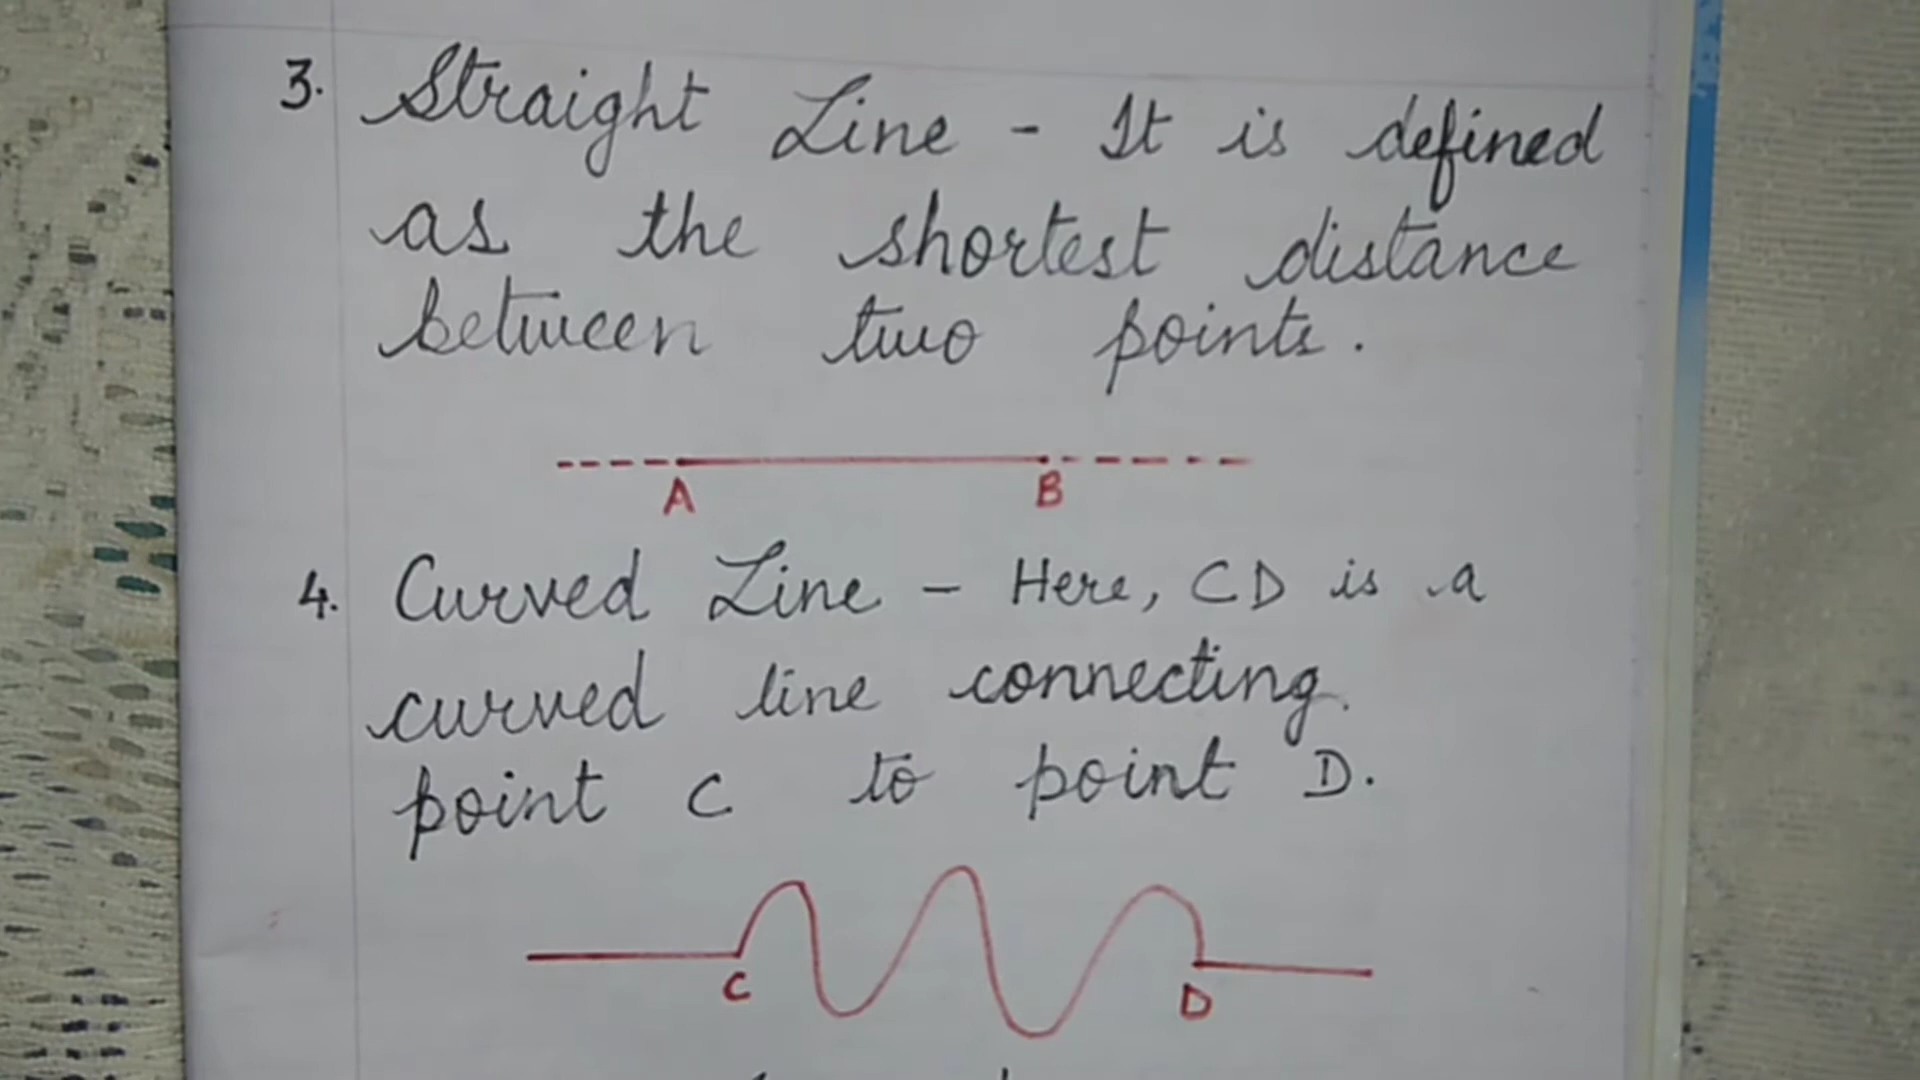 3. Straight Line - It is defined
as the shortest distance
between two points.
A B
4. Curved Line - Here, CD is a
curved line connecting
point C to point D.
C D